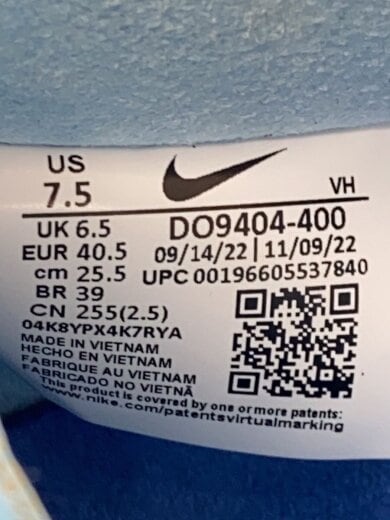 US
7.5
VH
UK 6.5
DO9404-400
EUR 40.5
09/14/22 | 11/09/22
cm 25.5
UPC 00196605537840
BR 39
CN 255(2.5)
04K8YPX4K7RYA
MADE IN VIETNAM
HECHO EN VIETNAM
FABRIQUE AU VIETNAM
FABRICADO NO VIETNÃ
This product is covered by one or more patents:
www.nike.com/patentsvirtualmarking